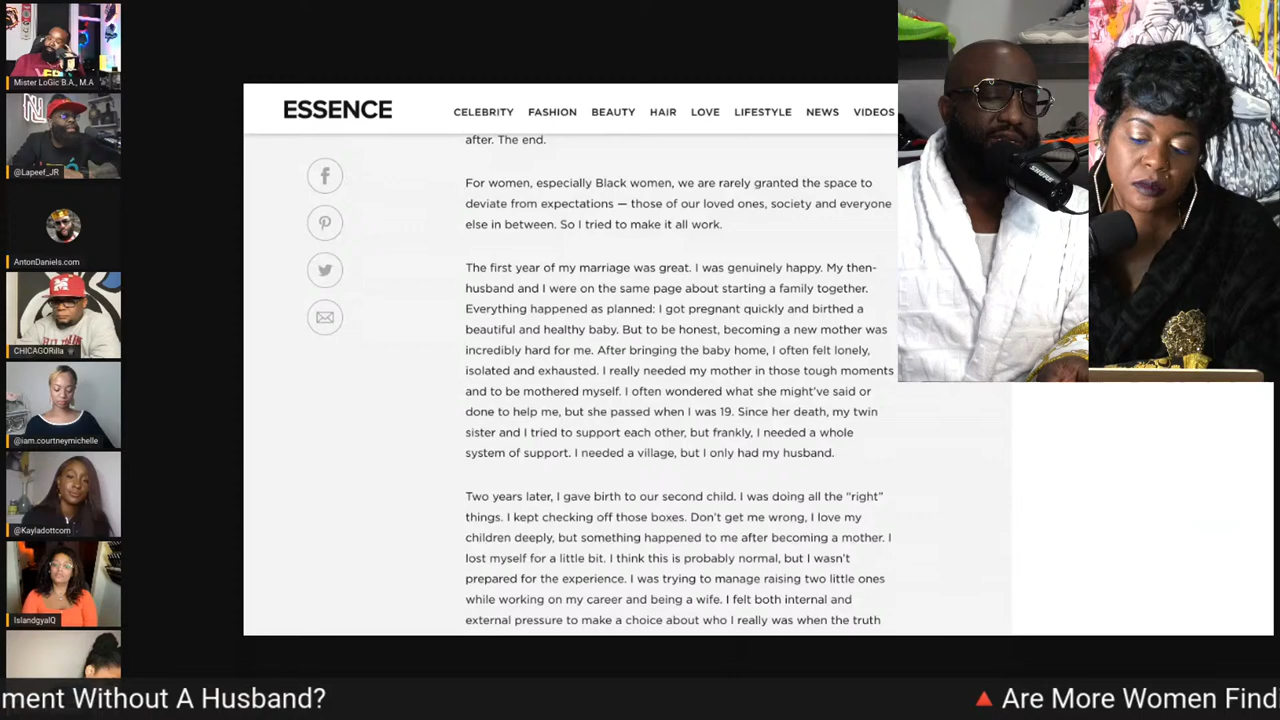 Mister LoGic B.A., M.A
@Lapeef_JR
AntonDaniels.com
CHICAGORilla
@iam.courtneymichelle
@Kayladottcom
IslandgyalQ
ESSENCE
CELEBRITY FASHION BEAUTY HAIR LOVE LIFESTYLE NEWS VIDEOS
after. The end.
For women, especially Black women, we are rarely granted the space to
deviate from expectations — those of our loved ones, society and everyone
else in between. So I tried to make it all work.
The first year of my marriage was great. I was genuinely happy. My then-
husband and I were on the same page about starting a family together.
Everything happened as planned: I got pregnant quickly and birthed a
beautiful and healthy baby. But to be honest, becoming a new mother was
incredibly hard for me. After bringing the baby home, I often felt lonely,
isolated and exhausted. I really needed my mother in those tough moments
and to be mothered myself. I often wondered what she might've said or
done to help me, but she passed when I was 19. Since her death, my twin
sister and I tried to support each other, but frankly, I needed a whole
system of support. I needed a village, but I only had my husband.
Two years later, I gave birth to our second child. I was doing all the “right”
things. I kept checking off those boxes. Don't get me wrong, I love my
children deeply, but something happened to me after becoming a mother. I
lost myself for a little bit. I think this is probably normal, but I wasn't
prepared for the experience. I was trying to manage raising two little ones
while working on my career and being a wife. I felt both internal and
external pressure to make a choice about who I really was when the truth
SHURE
ment Without A Husband? 🔺 Are More Women Find